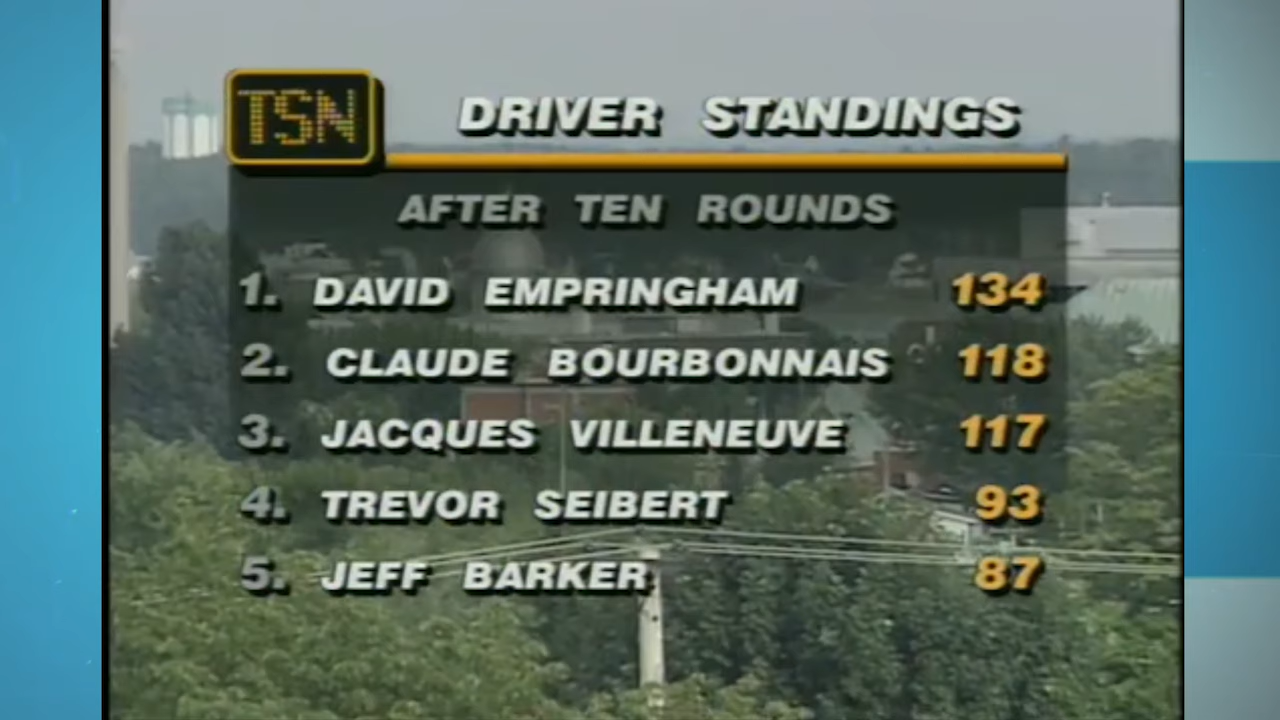 TSN
DRIVER STANDINGS
AFTER TEN ROUNDS
1. DAVID EMPRINGHAM 134
2. CLAUDE BOURBONNAIS 118
3. JACQUES VILLENEUVE 117
4. TREVOR SEIBERT 93
5. JEFF BARKER 87